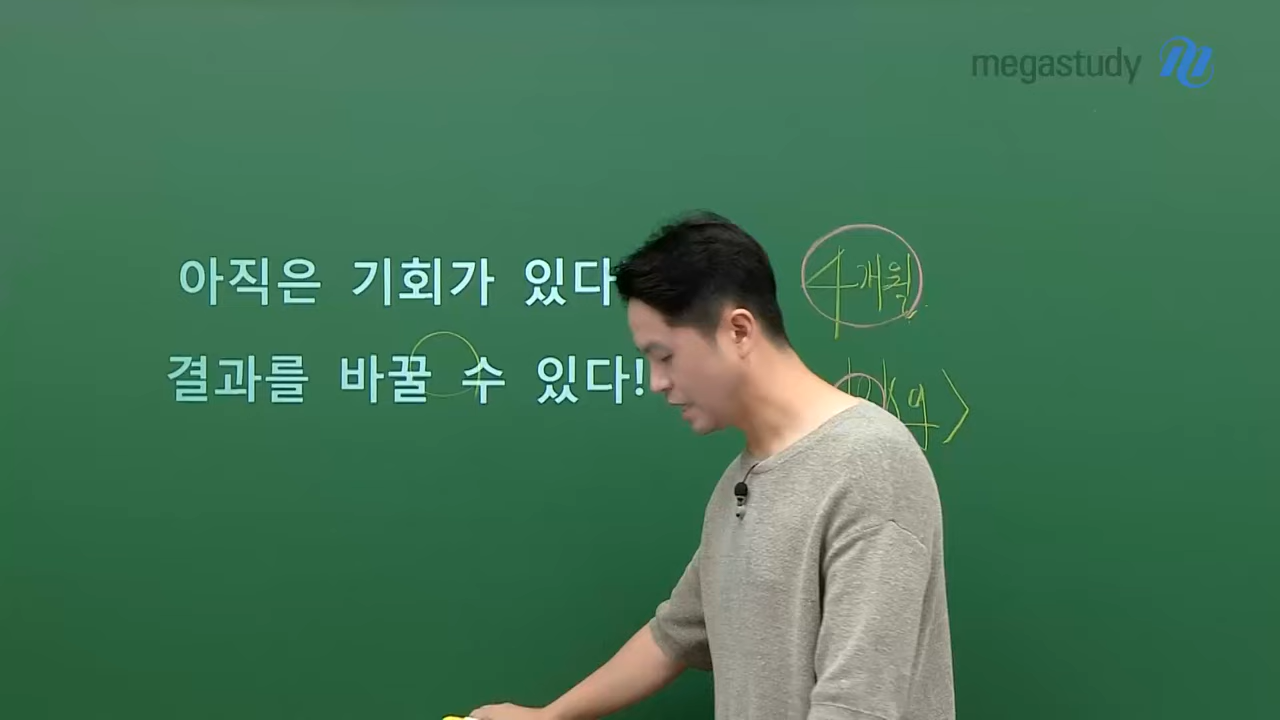 megastudy
아직은 기회가 있다
결과를 바꿀 수 있다!
4개월